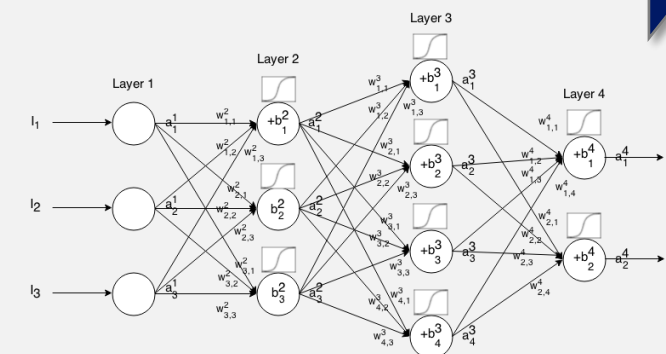 Layer 3
Layer 2
Layer 4
Layer 1
I₁
I₂
I₃
a¹₁
a¹₂
a¹₃
w²₁,₁
w²₁,₂
w²₁,₃
w²₂,₁
w²₂,₂
w²₂,₃
w²₃,₁
w²₃,₂
w²₃,₃
+b²₁
b²₂
b²₃
a²₁
a²₂
a²₃
w³₁,₁
w³₁,₂
w³₁,₃
w³₂,₁
w³₂,₂
w³₂,₃
w³₃,₁
w³₃,₂
w³₃,₃
w³₄,₁
w³₄,₂
w³₄,₃
+b³₁
+b³₂
+b³₃
+b³₄
a³₁
a³₂
a³₃
a³₄
w⁴₁,₁
w⁴₁,₂
w⁴₁,₃
w⁴₁,₄
w⁴₂,₁
w⁴₂,₂
w⁴₂,₃
w₂,₄
+b⁴₁
+b⁴₂
a⁴₁
a⁴₂